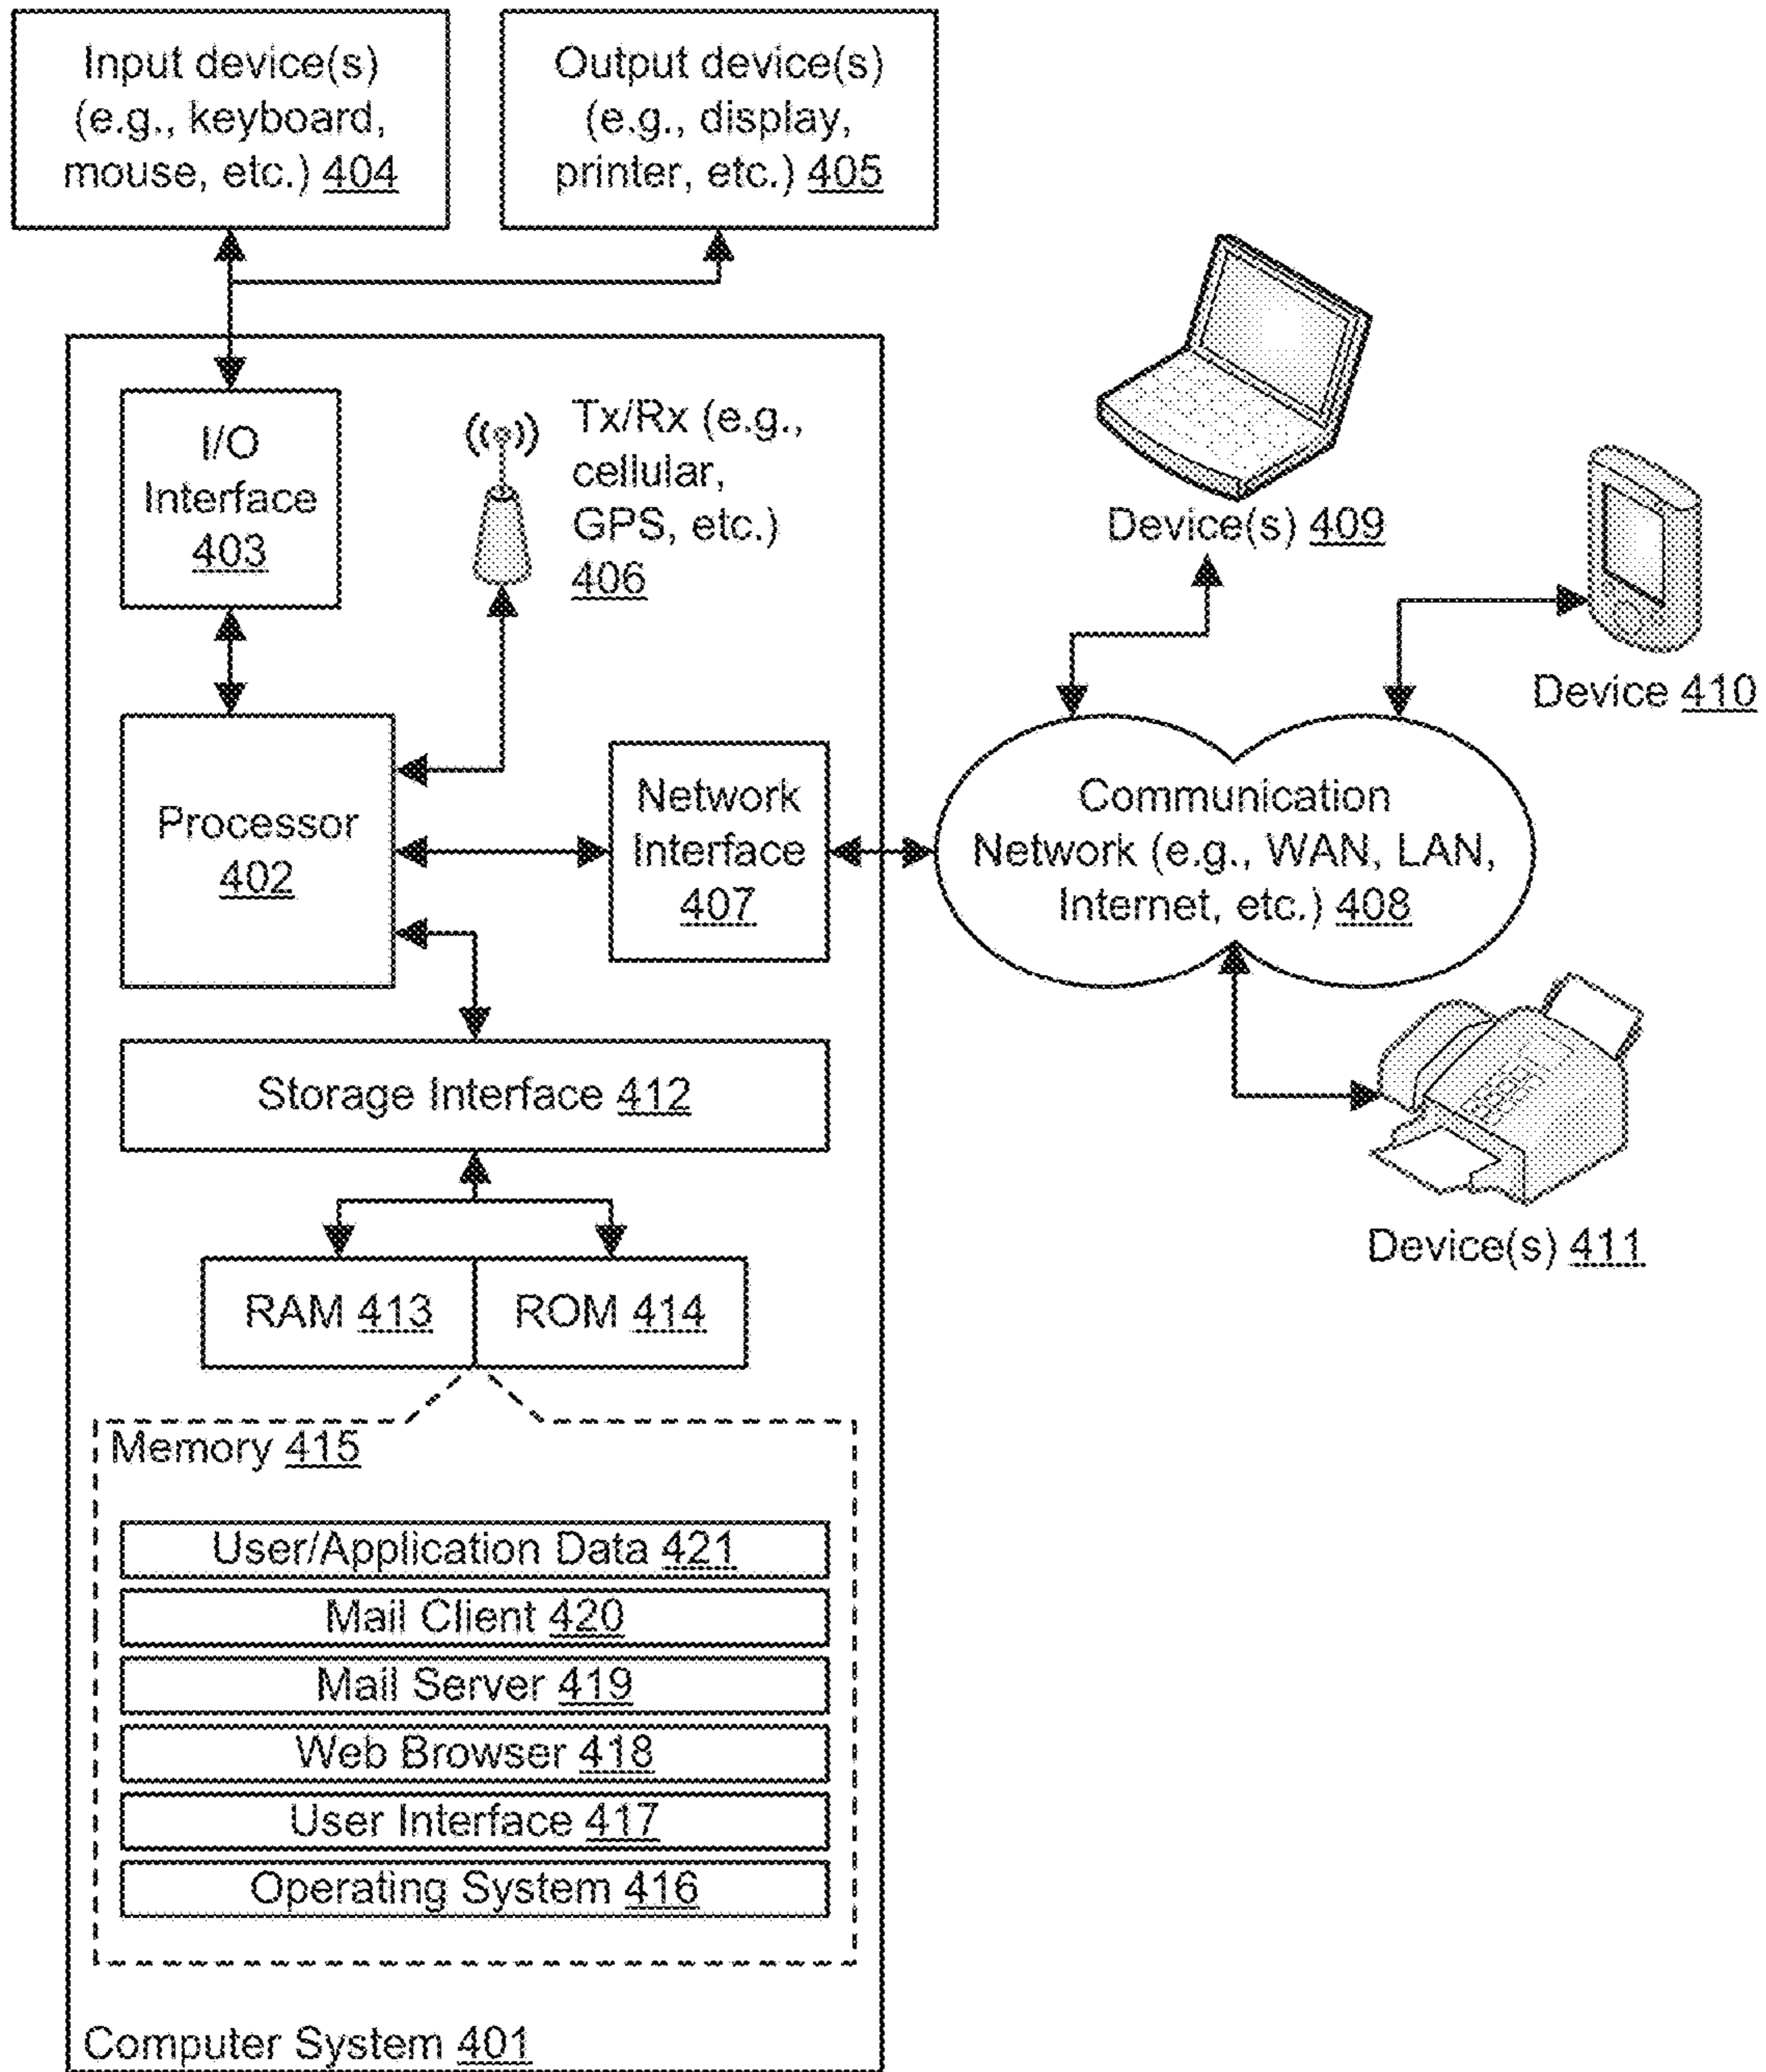 Input device(s)
(e.g., keyboard,
mouse, etc.) 404
Output device(s)
(e.g., display,
printer, etc.) 405
I/O
Interface
403
Tx/Rx (e.g.,
cellular,
GPS, etc.)
406
Device(s) 409
Device 410
Processor
402
Network
Interface
407
Communication
Network (e.g., WAN, LAN,
Internet, etc.) 408
Storage Interface 412
Device(s) 411
RAM 413
ROM 414
Memory 415
User/Application Data 421
Mail Client 420
Mail Server 419
Web Browser 418
User Interface 417
Operating System 416
Computer System 401